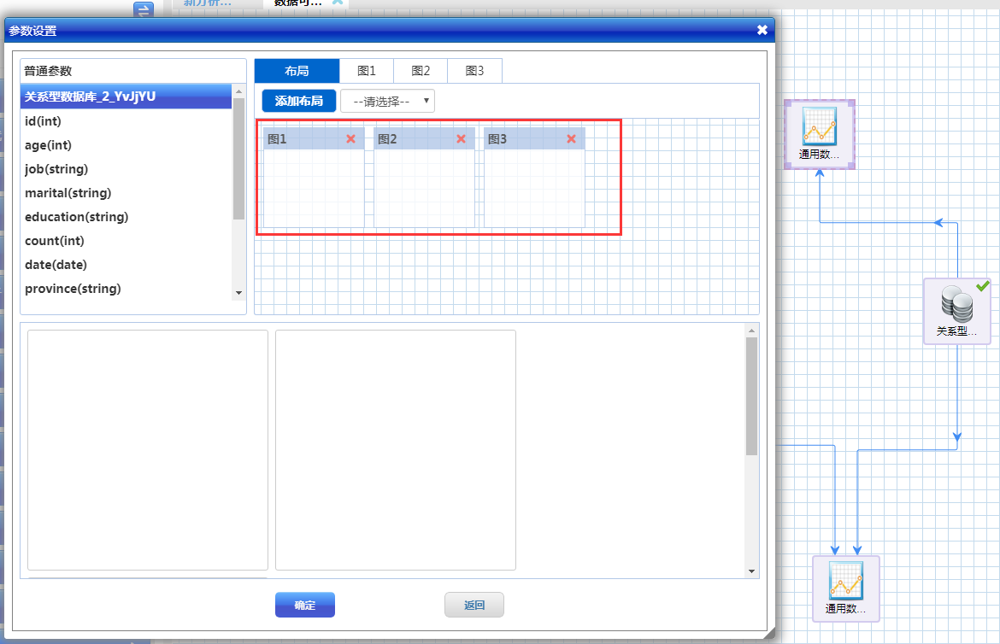 新分析...
数据可...
参数设置
普通参数
关系型数据库_2_YvJjYU
id(int)
age(int)
job(string)
marital(string)
education(string)
count(int)
date(date)
province(string)
布局
图1
图2
图3
添加布局
--请选择--
图1
图2
图3
确定
返回
通用数...
关系型...
通用数...